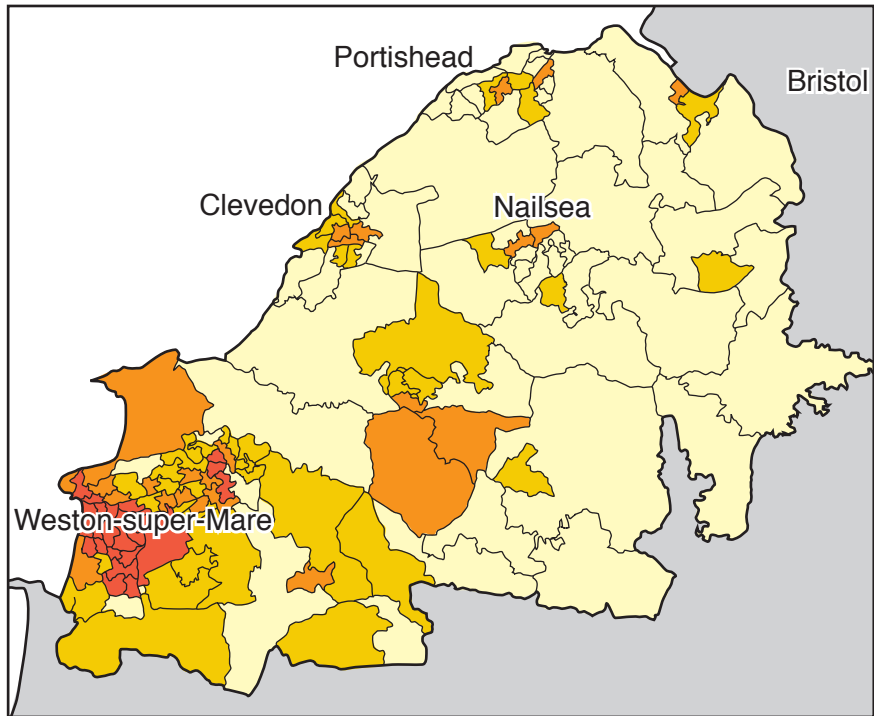 Portishead
Bristol
Clevedon
Nailsea
Weston-super-Mare